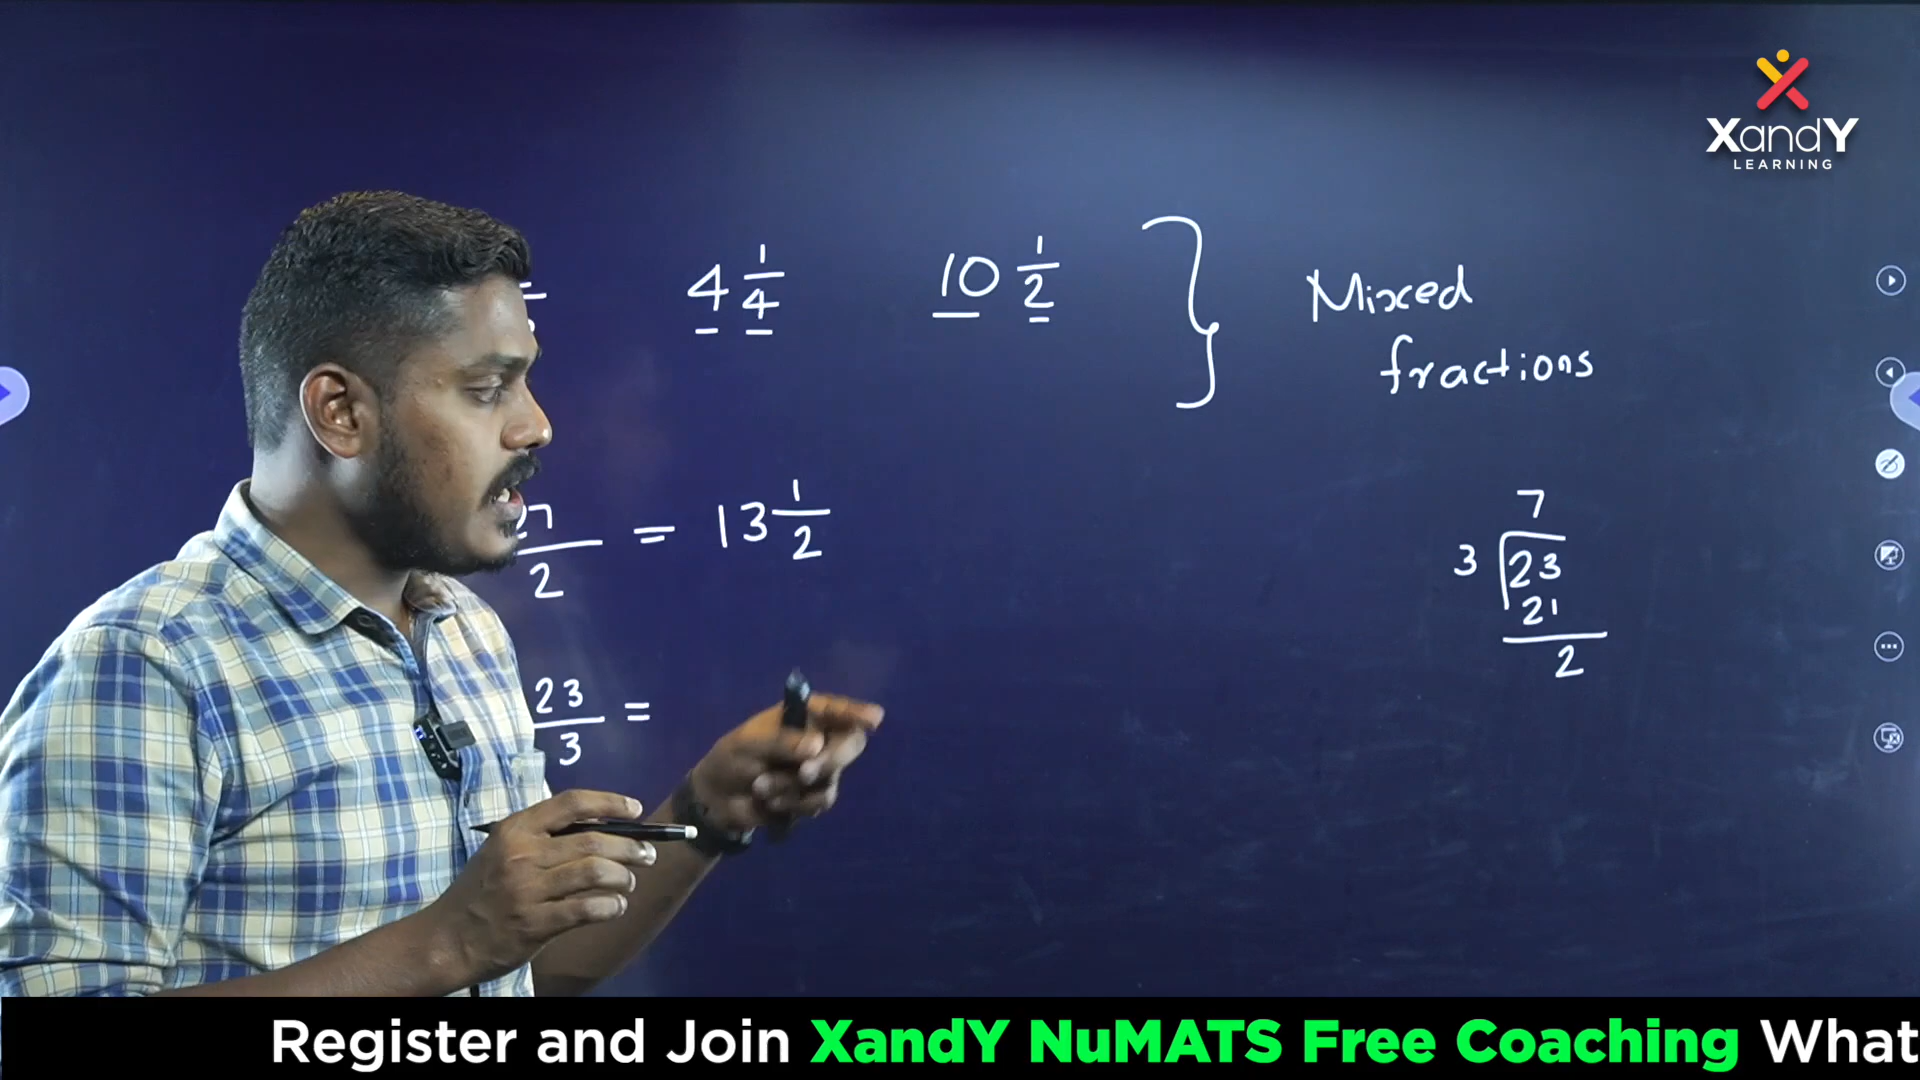 XandY
LEARNING
4 1/4
10 1/2
Mixed
fractions
27/2 = 13 1/2
7
3 23
21
2
23/3 =
Register and Join XandY NuMATS Free Coaching What